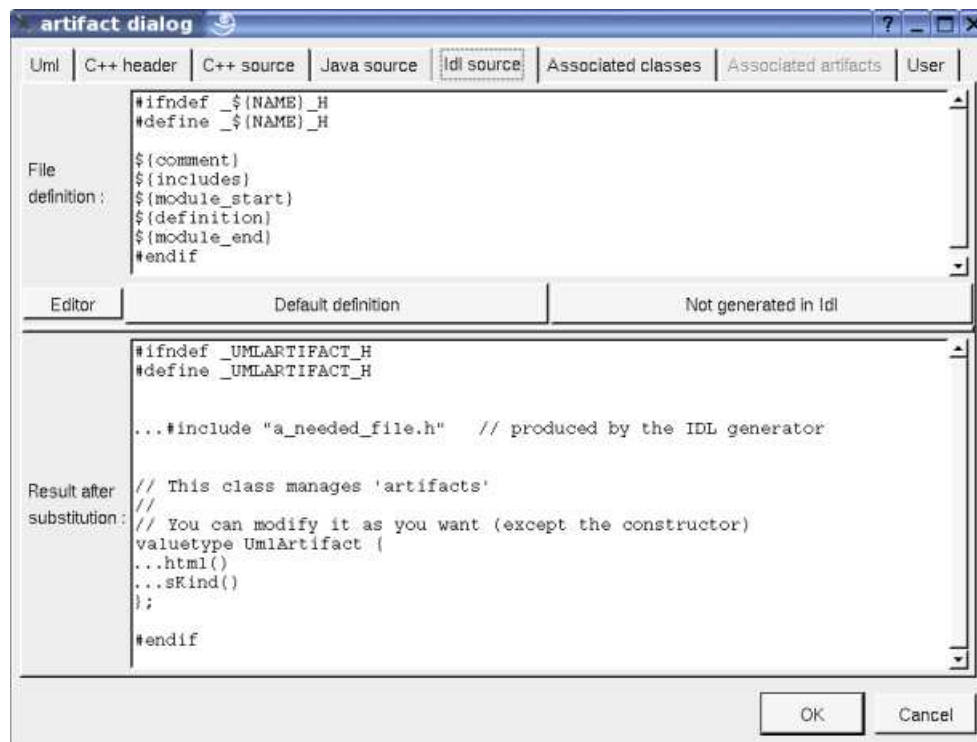 artifact dialog
Uml C++ header C++ source Java source Idl source Associated classes Associated artifacts User
File definition :
#ifndef _${NAME}_H
#define _${NAME}_H
${comment}
${includes}
${module_start}
${definition}
${module_end}
#endif
Editor Default definition Not generated in Idl
Result after substitution :
#ifndef _UMLARTIFACT_H
#define _UMLARTIFACT_H
...#include "a_needed_file.h" // produced by the IDL generator
// This class manages 'artifacts'
//
// You can modify it as you want (except the constructor)
valuetype UmlArtifact {
...html()
...sKind()
};
#endif
OK Cancel